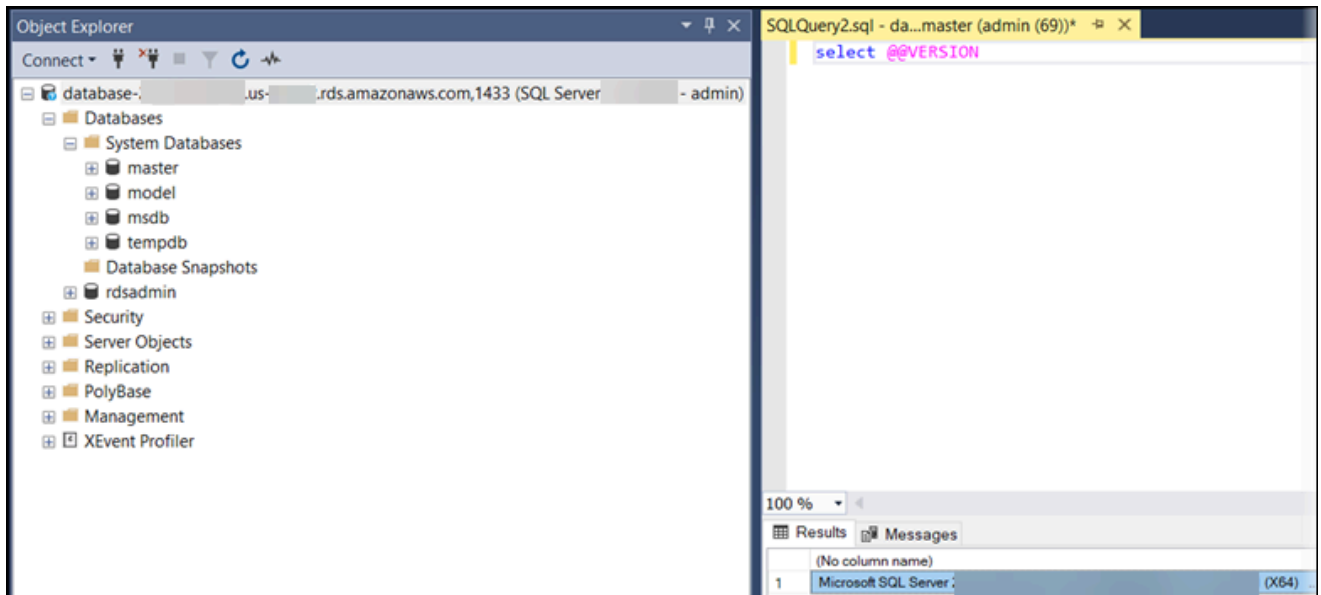 Object Explorer
Connect
database- .us- .rds.amazonaws.com,1433 (SQL Server - admin)
Databases
System Databases
master
model
msdb
tempdb
Database Snapshots
rdsadmin
Security
Server Objects
Replication
PolyBase
Management
XEvent Profiler
SQLQuery2.sql - da...master (admin (69))*
select @@VERSION
100 %
Results Messages
(No column name)
1 Microsoft SQL Server (X64) ...